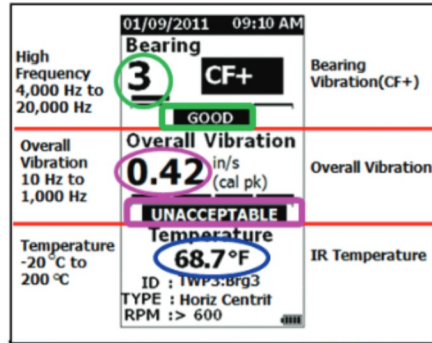 01/09/2011 09:10 AM
High
Frequency
4,000 Hz to
20,000 Hz
Bearing
3 CF+
GOOD
Bearing
Vibration(CF+)
Overall
Vibration
10 Hz to
1,000 Hz
Overall Vibration
0.42 in/s
(cal pk)
UNACCEPTABLE
Overall Vibration
Temperature
-20 °C to
200 °C
Temperature
68.7°F
ID : TWP3:Brg3
TYPE : Horiz Centrif
RPM :> 600
IR Temperature